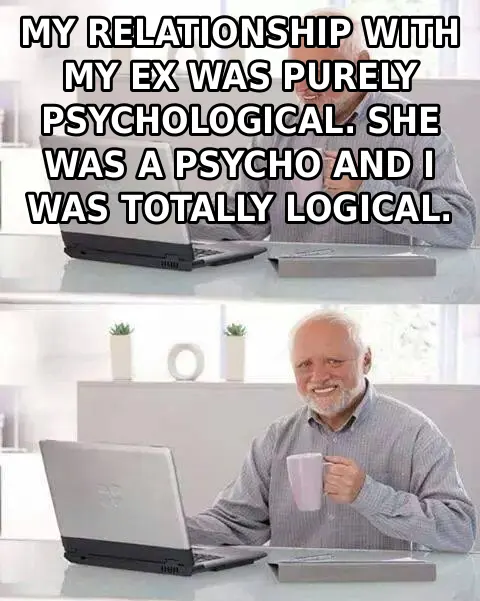 MY RELATIONSHIP WITH
MY EX WAS PURELY
PSYCHOLOGICAL. SHE
WAS A PSYCHO AND I
WAS TOTALLY LOGICAL.